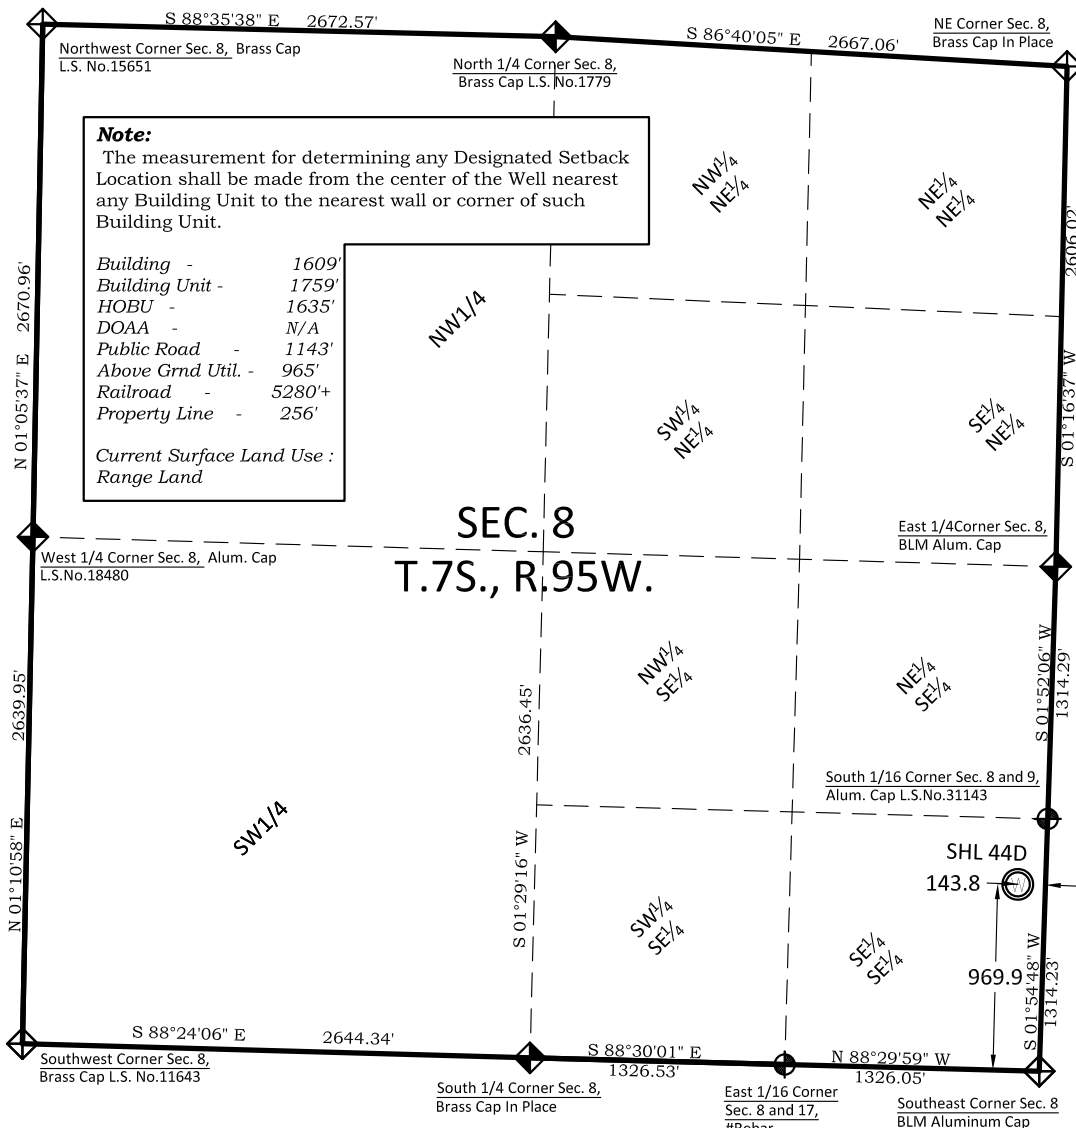 S 88°35'38" E 2672.57'
S 86°40'05" E 2667.06'
NE Corner Sec. 8,
Brass Cap In Place
Northwest Corner Sec. 8, Brass Cap
L.S. No.15651
North 1/4 Corner Sec. 8,
Brass Cap L.S. No.1779
Note:
The measurement for determining any Designated Setback
Location shall be made from the center of the Well nearest
any Building Unit to the nearest wall or corner of such
Building Unit.
Building - 1609'
Building Unit - 1759'
HOBU - 1635'
DOAA - N/A
Public Road - 1143'
Above Grnd Util. - 965'
Railroad - 5280'+
Property Line - 256'
Current Surface Land Use :
Range Land
NW1/4
NE1/4
NE1/4
NE1/4
N 01°05'37" E 2670.96'
NW1/4
2606.02'
S 01°16'37" W
SW1/4
NE1/4
SE1/4
NE1/4
SEC. 8
T.7S., R.95W.
East 1/4Corner Sec. 8,
BLM Alum. Cap
West 1/4 Corner Sec. 8, Alum. Cap
L.S.No.18480
N 01°10'58" E 2639.95'
S 01°29'16" W 2636.45'
NW1/4
SE1/4
NE1/4
SE1/4
S 01°52'06" W
1314.29'
South 1/16 Corner Sec. 8 and 9,
Alum. Cap L.S.No.31143
SW1/4
SHL 44D
143.8
SW1/4
SE1/4
SE1/4
SE1/4
969.9
S 01°54'48" W
1314.23'
S 88°24'06" E 2644.34'
S 88°30'01" E
1326.53'
N 88°29'59" W
1326.05'
Southwest Corner Sec. 8,
Brass Cap L.S. No.11643
South 1/4 Corner Sec. 8,
Brass Cap In Place
East 1/16 Corner
Sec. 8 and 17,
Southeast Corner Sec. 8
BLM Aluminum Cap